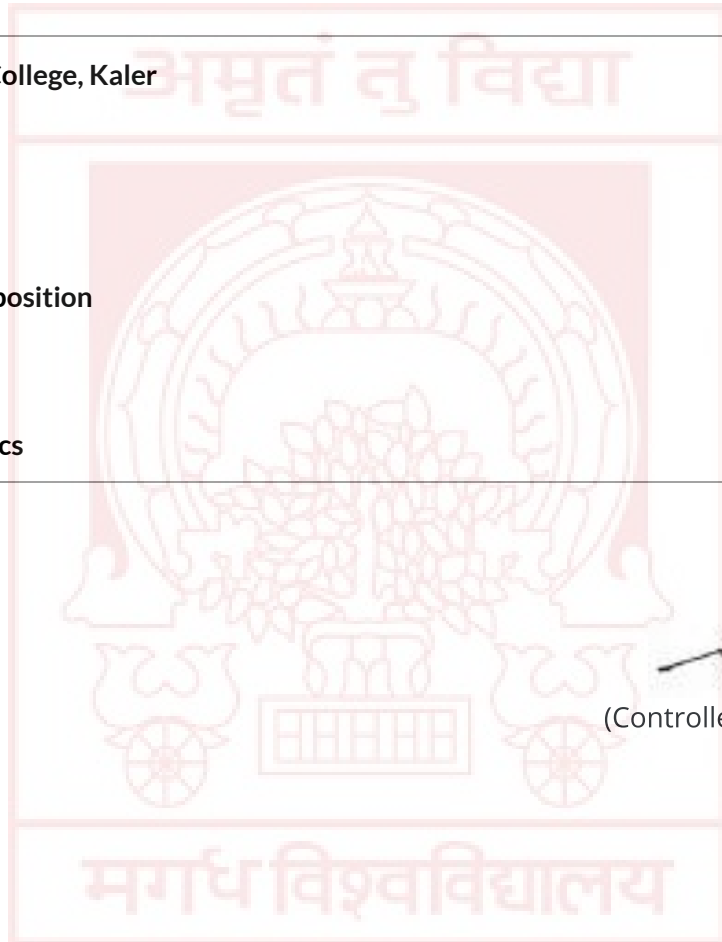 अमृतं तु विद्या
College, Kaler
position
cs
(Controlle
मगध विश्वविद्यालय